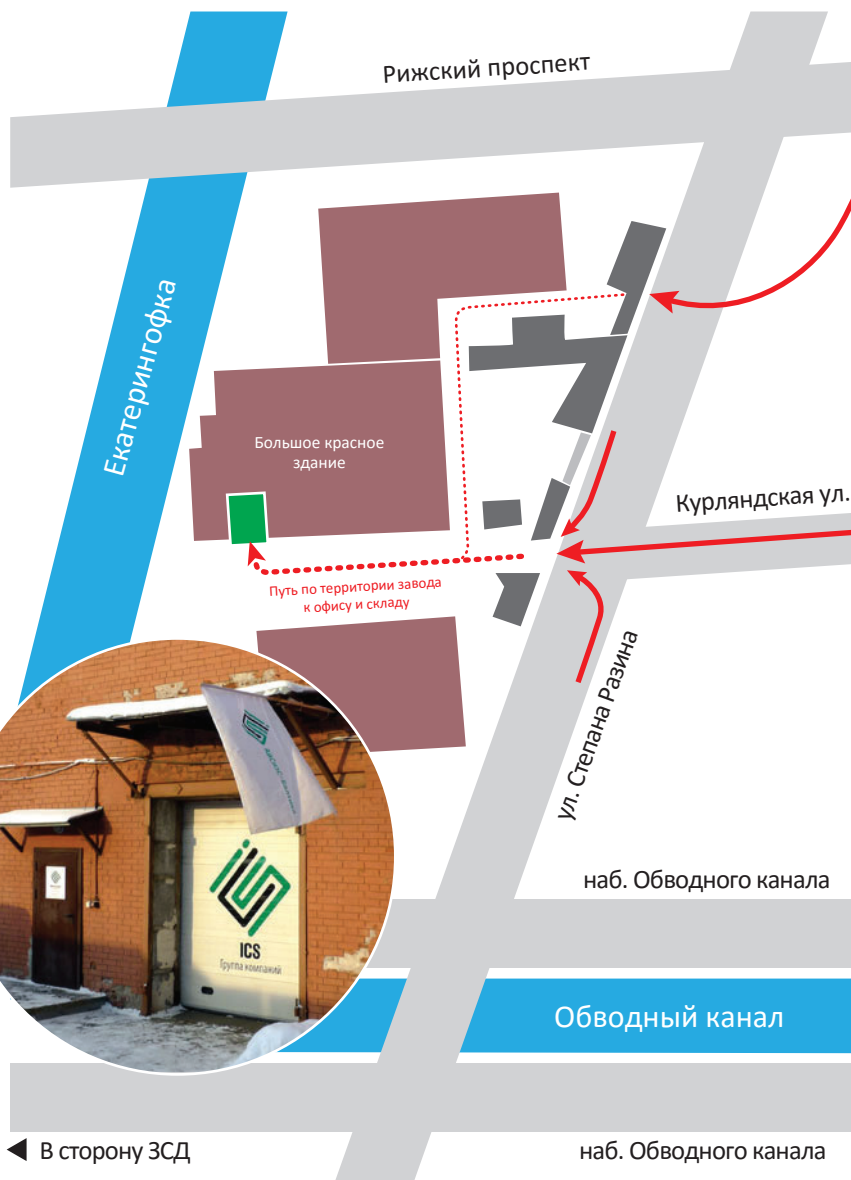 Рижский проспект
Екатерингофка
Большое красное
здание
Курляндская ул.
Путь по территории завода
к офису и складу
ул. Степана Разина
ICS
Группа компаний
наб. Обводного канала
Обводный канал
В сторону ЗСД
наб. Обводного канала